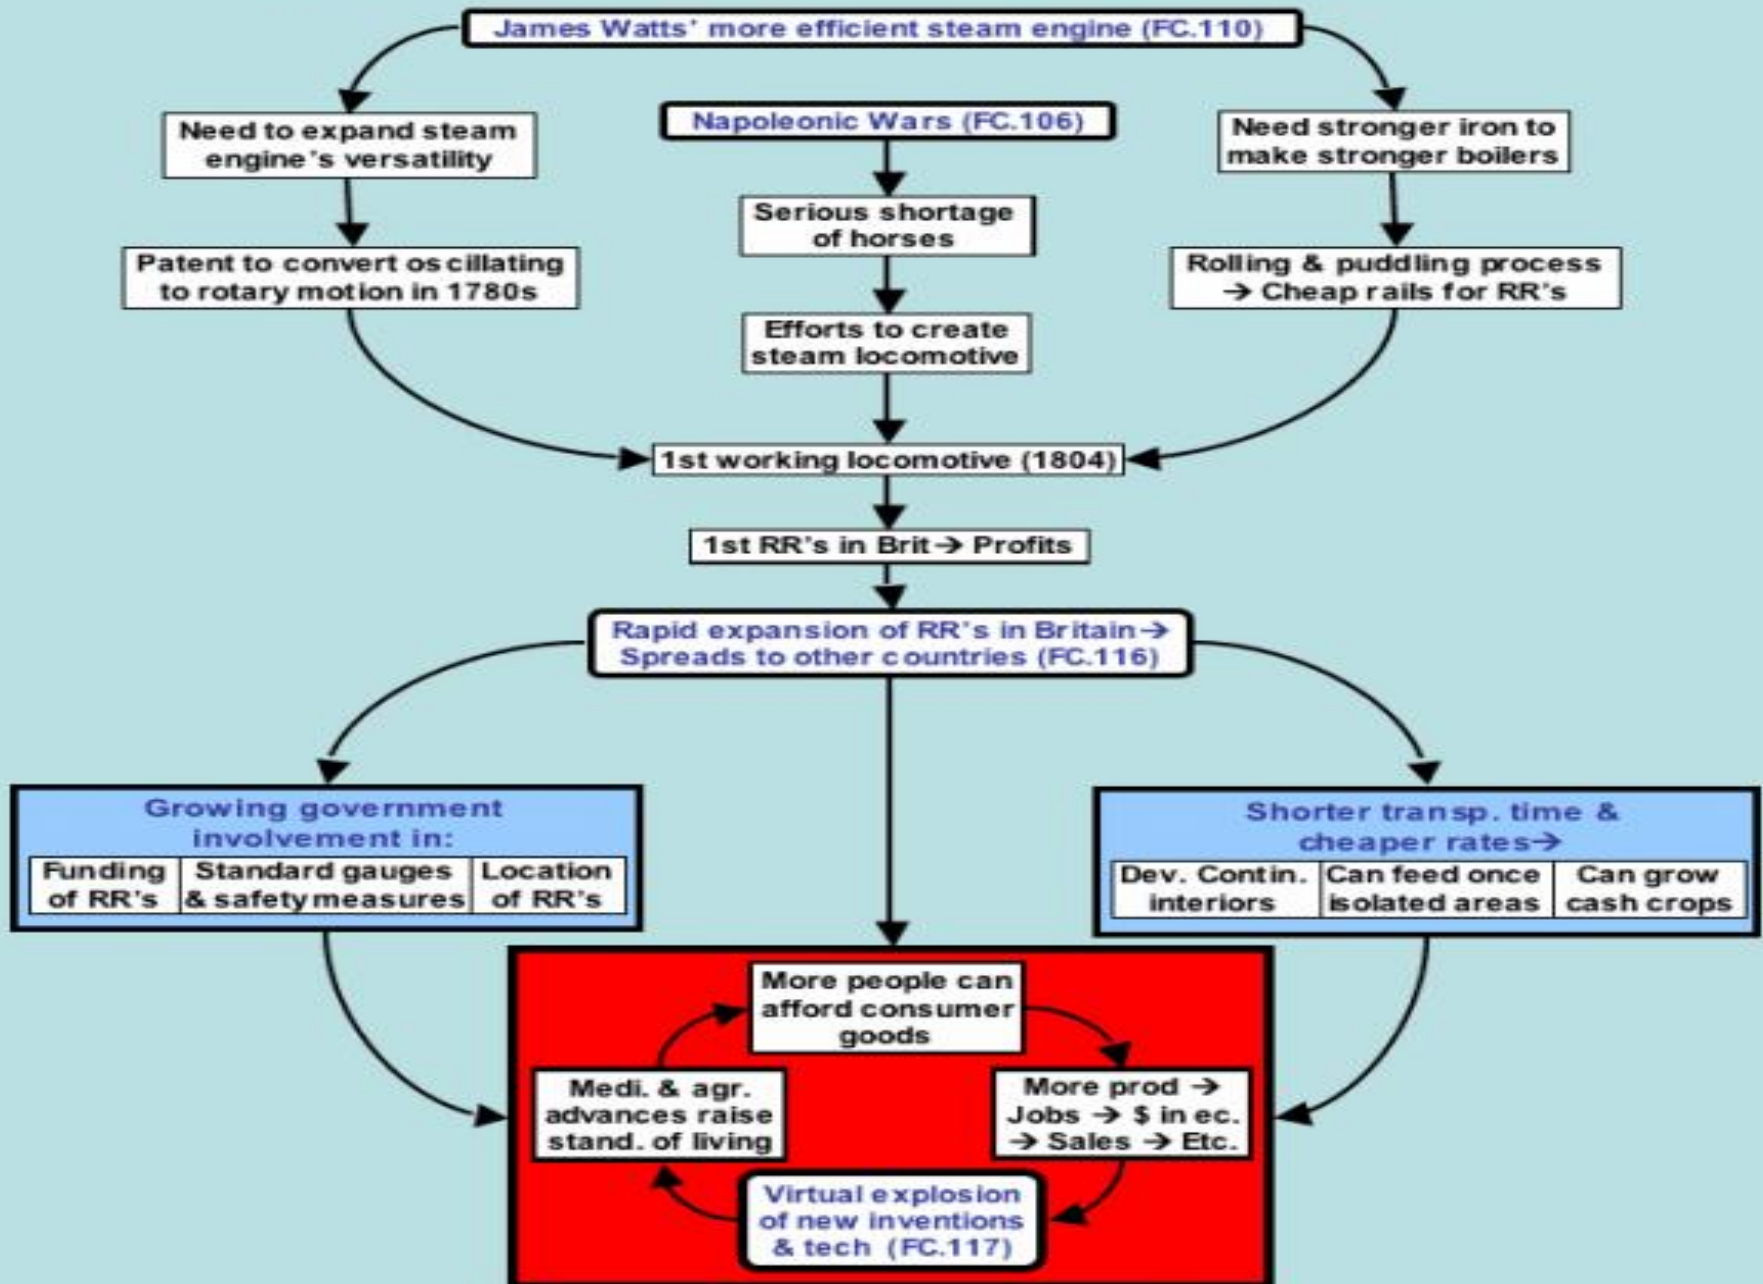 James Watts' more efficient steam engine (FC.110)
Need to expand steam
engine's versatility
Napoleonic Wars (FC.106)
Need stronger iron to
make stronger boilers
Serious shortage
of horses
Patent to convert oscillating
to rotary motion in 1780s
Rolling & puddling process
→ Cheap rails for RR's
Efforts to create
steam locomotive
1st working locomotive (1804)
1st RR's in Brit→ Profits
Rapid expansion of RR's in Britain→
Spreads to other countries (FC.116)
Growing government
involvement in:
Funding
of RR's
Standard gauges
& safety measures
Location
of RR's
Shorter transp. time &
cheaper rates→
Dev. Contin.
interiors
Can feed once
isolated areas
Can grow
cash crops
More people can
afford consumer
goods
Medi. & agr.
advances raise
stand. of living
More prod →
Jobs → $ in ec.
→ Sales → Etc.
Virtual explosion
of new inventions
& tech (FC.117)